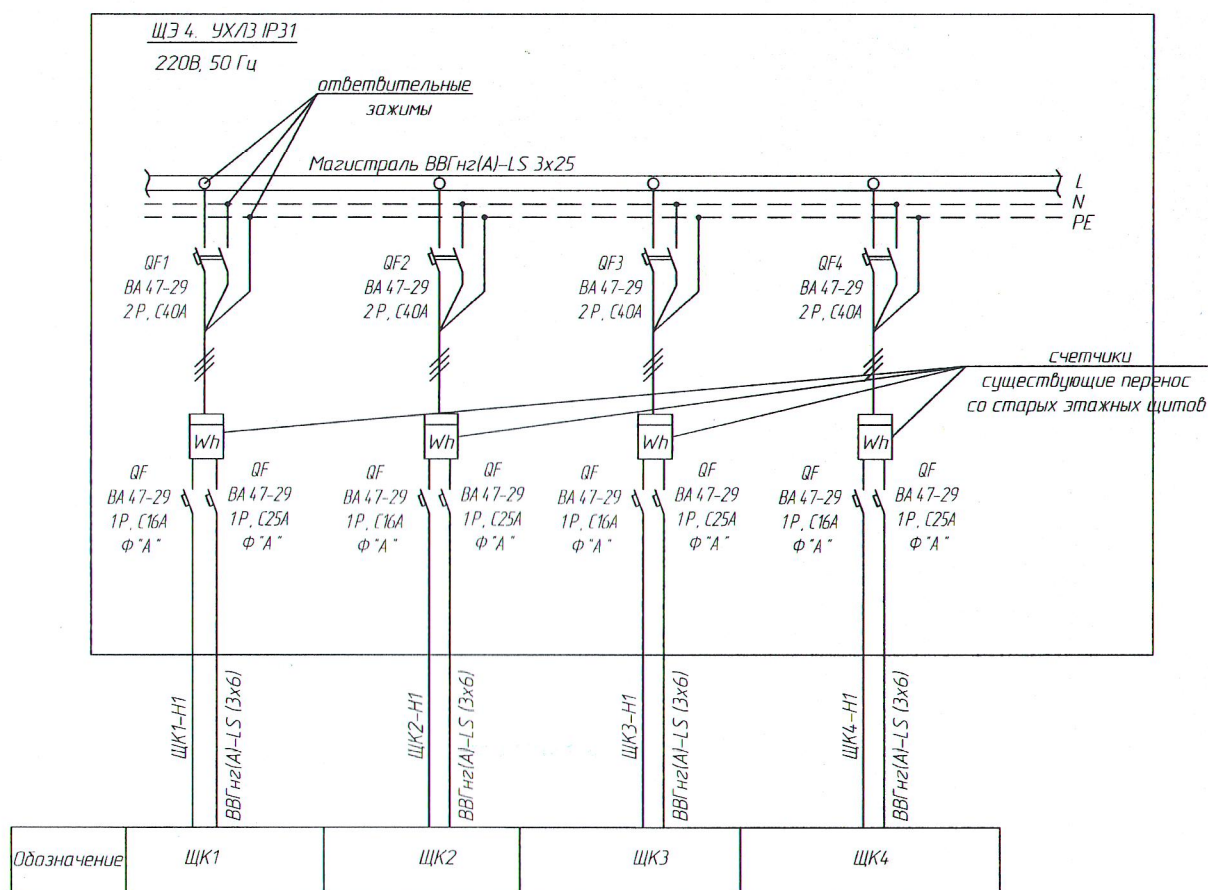 ЩЭ 4. УХЛ3 IP31
220В, 50 Гц
ответвительные
зажимы
Магистраль ВВГнг(А)-LS 3х25
L
N
PE
QF1
ВА 47-29
2 Р, С40А
QF2
ВА 47-29
2 Р, С40А
QF3
ВА 47-29
2 Р, С40А
QF4
ВА 47-29
2 Р, С40А
счетчики
существующие перенос
со старых этажных щитов
Wh
Wh
Wh
Wh
QF
ВА 47-29
1Р, С16А
Ф "А"
QF
ВА 47-29
1Р, С25А
Ф "А"
QF
ВА 47-29
1Р, С16А
Ф "А"
QF
ВА 47-29
1Р, С25А
Ф "А"
QF
ВА 47-29
1Р, С16А
Ф "А"
QF
ВА 47-29
1Р, С25А
Ф "А"
QF
ВА 47-29
1Р, С16А
Ф "А"
QF
ВА 47-29
1Р, С25А
Ф "А"
ЩК1-Н1
ВВГнг(А)-LS (3х6)
ЩК2-Н1
ВВГнг(А)-LS (3х6)
ЩК3-Н1
ВВГнг(А)-LS (3х6)
ЩК4-Н1
ВВГнг(А)-LS (3х6)
Обозначение
ЩК1
ЩК2
ЩК3
ЩК4